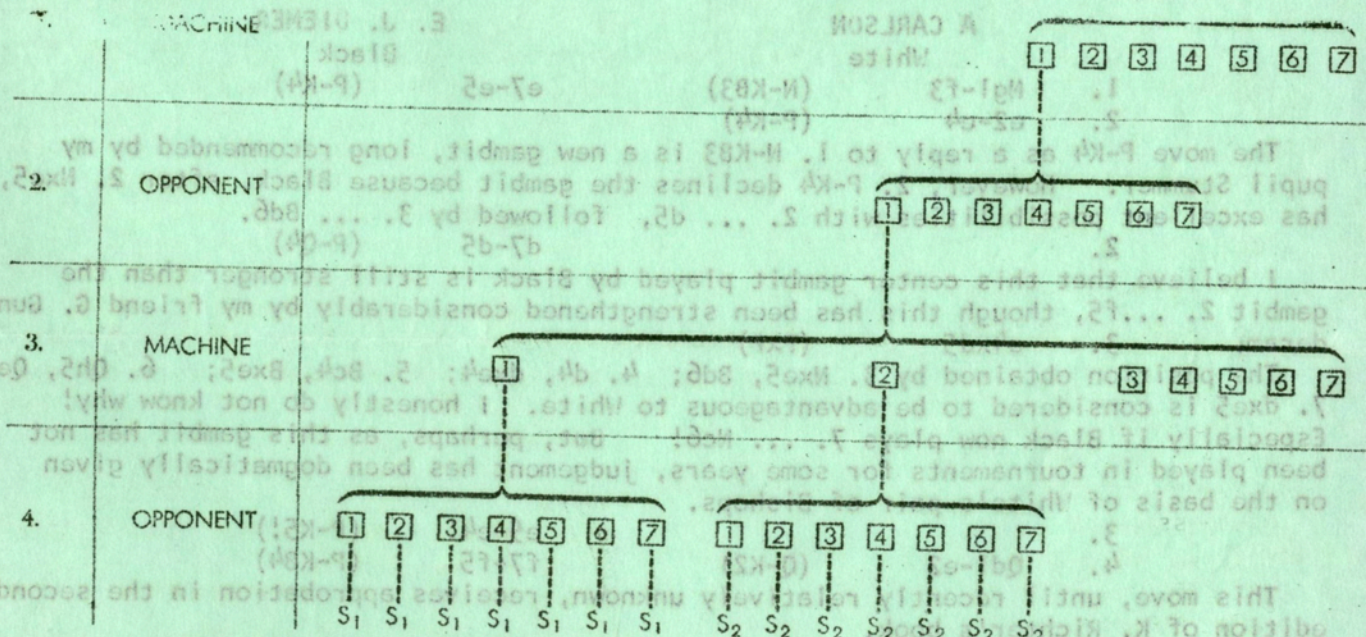 1. MACHINE
1 2 3 4 5 6 7
2. OPPONENT
1 2 3 4 5 6 7
3. MACHINE
1 2 3 4 5 6 7
4. OPPONENT
1 2 3 4 5 6 7 1 2 3 4 5 6 7
S₁ S₁ S₁ S₁ S₁ S₁ S₁ S₂ S₂ S₂ S₂ S₂ S₂ S₂
E. J. DIEMER A CARLSON
Black White
1. Ngl-f3 (N-KB3) e7-e5 (P-K4)
2. e2-e4 (P-K4)
The move P-K4 as a reply to 1. N-KB3 is a new gambit, long recommended by my
pupil However, 2. P-K4 declines the gambit because Black, after 2. Nxe5,
has excellent possibilities with 2. ... d5, followed by 3. ... Bd6.
2. d7-d5 (P-Q4)
I believe that this center gambit played by Black is still stronger than the
gambit 2. ...f5, though this has been strengthened considerably by my friend G. Gun
3. (PxP)
The position obtained by 3. Nxe5, Bd6; 4. d4, dxe4; 5. Bc4, Bxe5; 6. Qh5,
7. dxe5 is considered to be advantageous to White. I honestly do not know why!
Especially if Black now plays 7. ... Nc6! But, perhaps, as this gambit has not
been played in tournaments for some years, judgement has been dogmatically given
on the basis of White's pair of Bishops.
3. e5-e4 (P-K5!)
4. Qd1-e2 (Q-K2) f7-f5 (P-KB4)
This move, until recently relatively unknown, receives approbation in the second
edition of K. book.